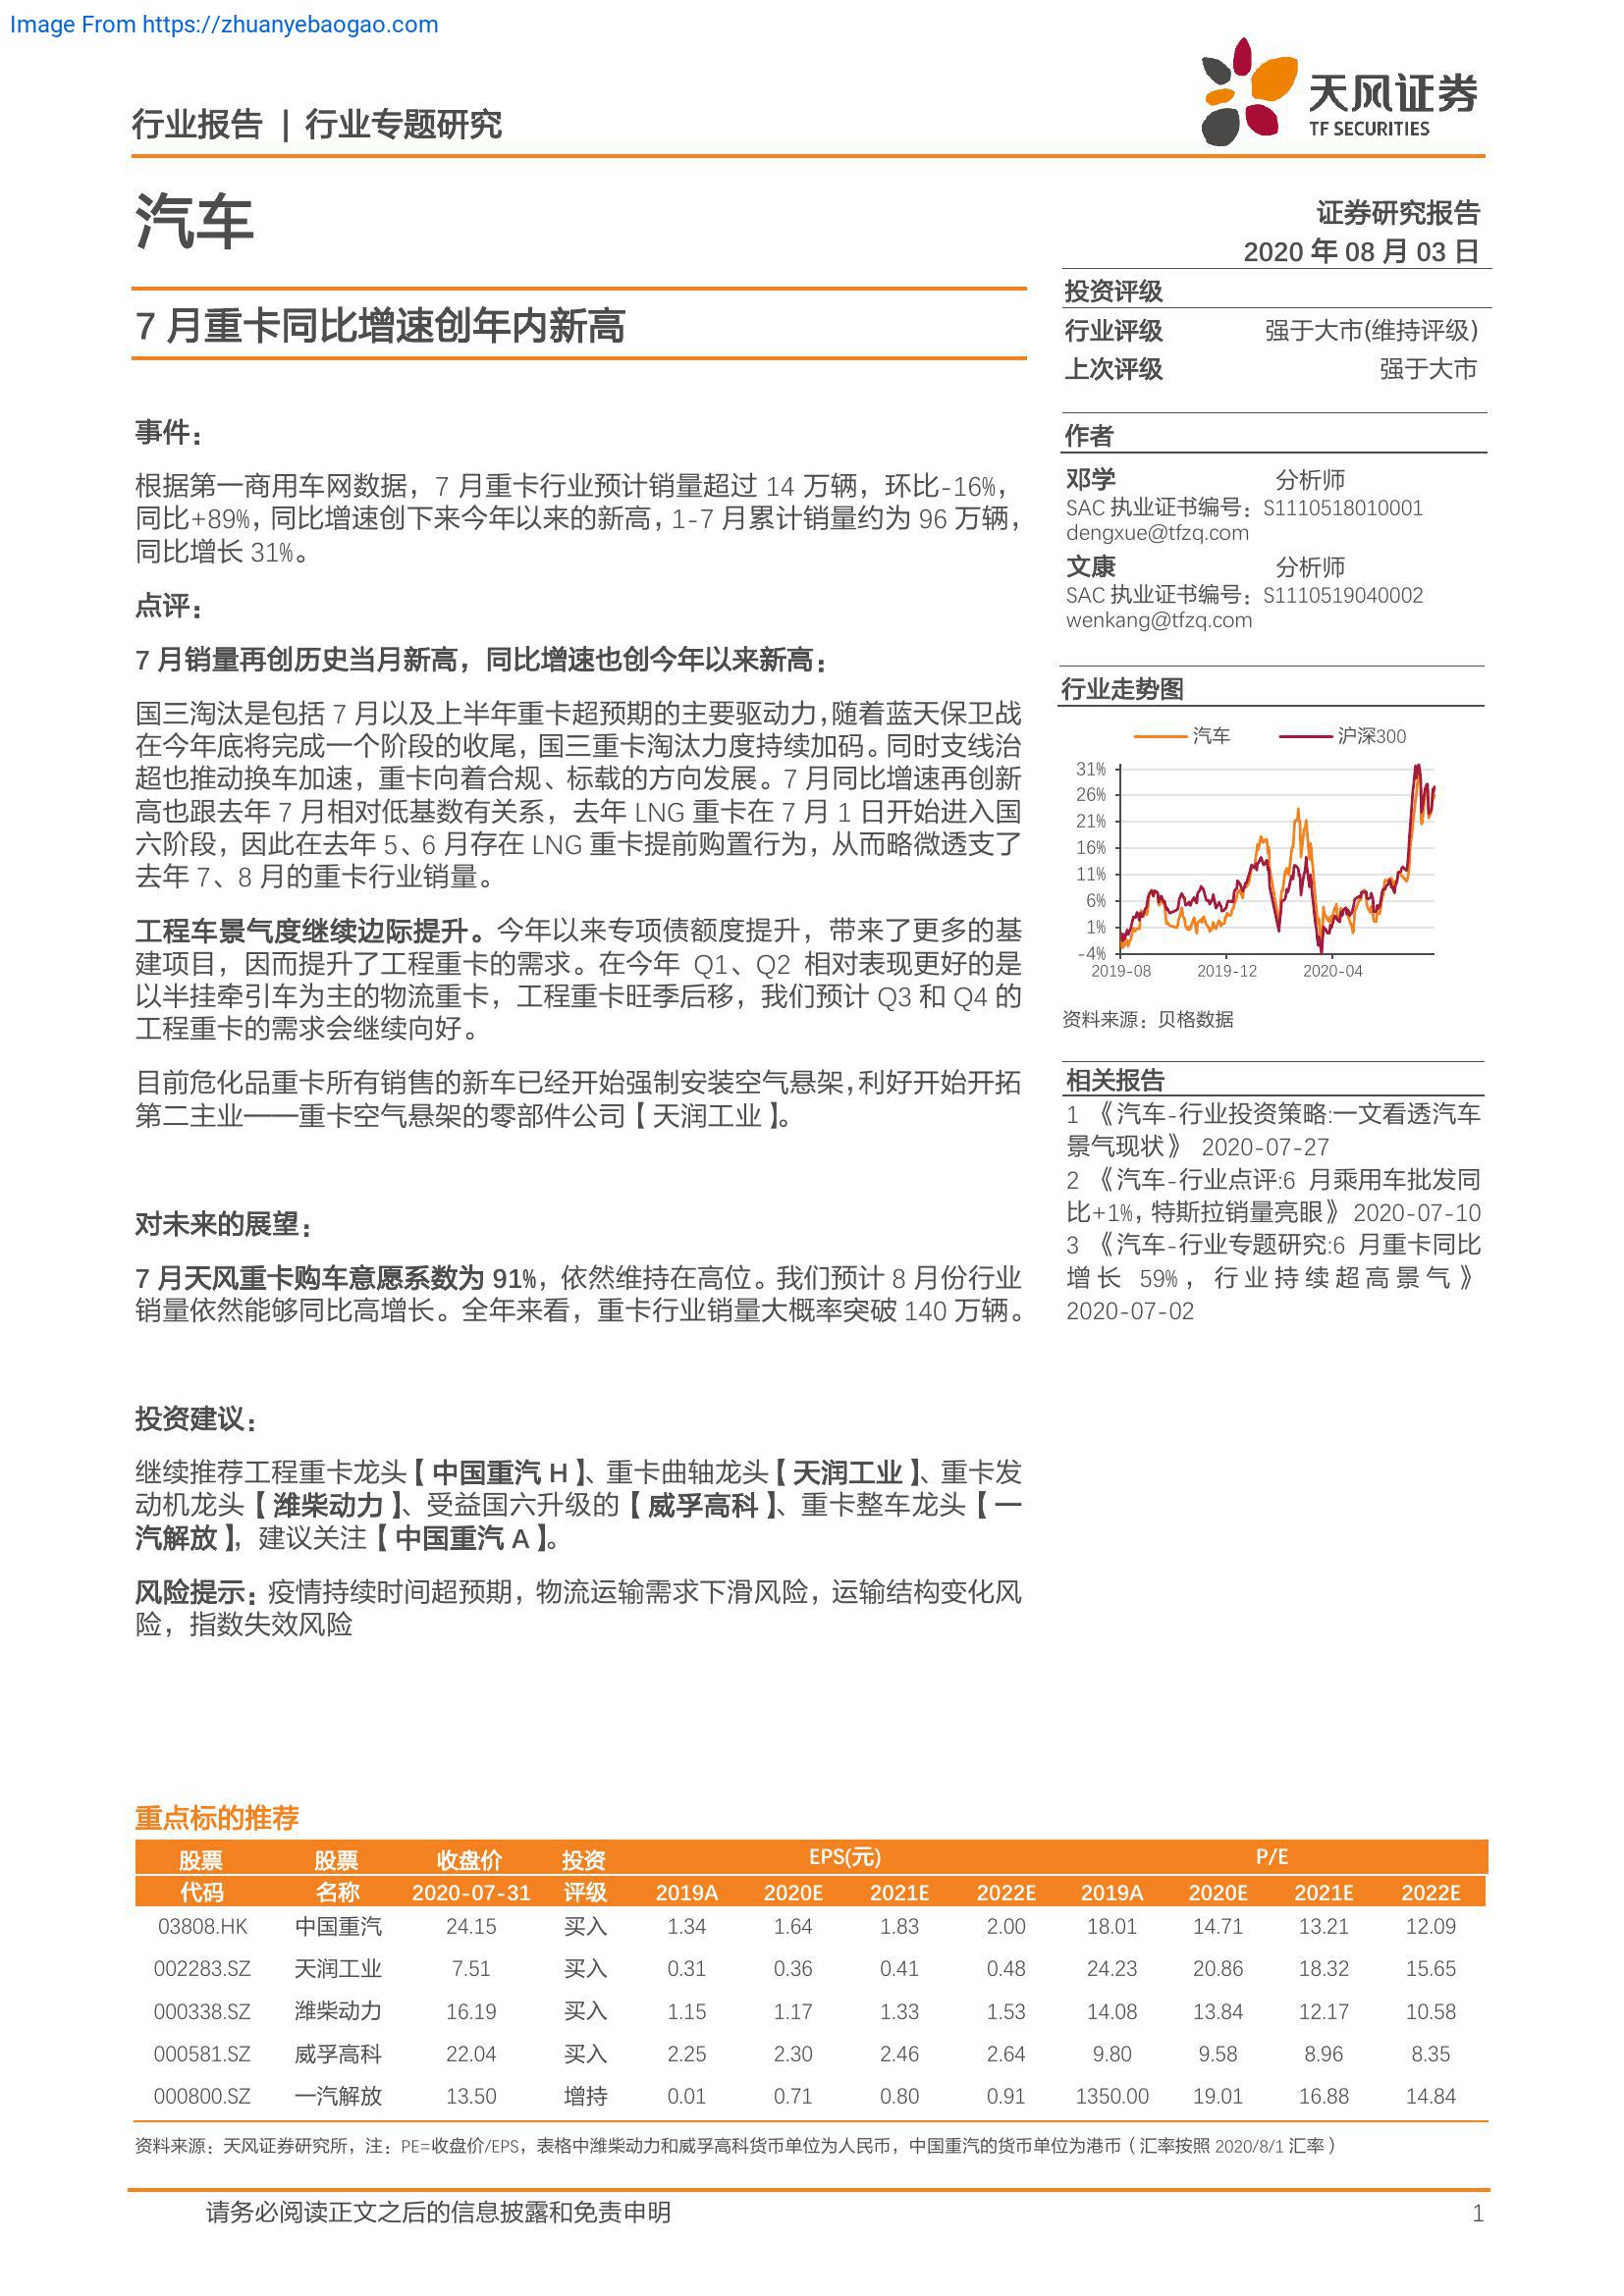 Image From https://zhuanyebaogao.com
天风证券
TF SECURITIES
行业报告 | 行业专题研究
汽车
证券研究报告
2020 年 08 月 03 日
7 月重卡同比增速创年内新高
投资评级
行业评级 强于大市(维持评级)
上次评级 强于大市
事件：
根据第一商用车网数据，7 月重卡行业预计销量超过 14 万辆，环比-16%，
同比+89%，同比增速创下来今年以来的新高，1-7 月累计销量约为 96 万辆，
同比增长 31%。
点评：
7 月销量再创历史当月新高，同比增速也创今年以来新高：
国三淘汰是包括 7 月以及上半年重卡超预期的主要驱动力，随着蓝天保卫战
在今年底将完成一个阶段的收尾，国三重卡淘汰力度持续加码。同时支线治
超也推动换车加速，重卡向着合规、标载的方向发展。7 月同比增速再创新
高也跟去年 7 月相对低基数有关系，去年 LNG 重卡在 7 月 1 日开始进入国
六阶段，因此在去年 5、6 月存在 LNG 重卡提前购置行为，从而略微透支了
去年 7、8 月的重卡行业销量。
工程车景气度继续边际提升。今年以来专项债额度提升，带来了更多的基
建项目，因而提升了工程重卡的需求。在今年 Q1、Q2 相对表现更好的是
以半挂牵引车为主的物流重卡，工程重卡旺季后移，我们预计 Q3 和 Q4 的
工程重卡的需求会继续向好。
目前危化品重卡所有销售的新车已经开始强制安装空气悬架，利好开始开拓
第二主业——重卡空气悬架的零部件公司【天润工业】。
对未来的展望：
7 月天风重卡购车意愿系数为 91%，依然维持在高位。我们预计 8 月份行业
销量依然能够同比高增长。全年来看，重卡行业销量大概率突破 140 万辆。
投资建议：
继续推荐工程重卡龙头【中国重汽 H】、重卡曲轴龙头【天润工业】、重卡发
动机龙头【潍柴动力】、受益国六升级的【威孚高科】、重卡整车龙头【一
汽解放】，建议关注【中国重汽 A】。
风险提示：疫情持续时间超预期，物流运输需求下滑风险，运输结构变化风
险，指数失效风险
作者
邓学 分析师
SAC 执业证书编号：S1110518010001
dengxue@tfzq.com
文康 分析师
SAC 执业证书编号：S1110519040002
wenkang@tfzq.com
行业走势图
汽车 沪深300
31%
26%
21%
16%
11%
6%
1%
-4%
2019-08 2019-12 2020-04
资料来源：贝格数据
相关报告
1 《汽车-行业投资策略:一文看透汽车
景气现状》 2020-07-27
2 《汽车-行业点评:6 月乘用车批发同
比+1%，特斯拉销量亮眼》 2020-07-10
3 《汽车-行业专题研究:6 月重卡同比
增长 59%，行业持续超高景气》
2020-07-02
重点标的推荐
股票 股票 收盘价 投资 EPS(元) P/E
代码 名称 2020-07-31 评级 2019A 2020E 2021E 2022E 2019A 2020E 2021E 2022E
03808.HK 中国重汽 24.15 买入 1.34 1.64 1.83 2.00 18.01 14.71 13.21 12.09
002283.SZ 天润工业 7.51 买入 0.31 0.36 0.41 0.48 24.23 20.86 18.32 15.65
000338.SZ 潍柴动力 16.19 买入 1.15 1.17 1.33 1.53 14.08 13.84 12.17 10.58
000581.SZ 威孚高科 22.04 买入 2.25 2.30 2.46 2.64 9.80 9.58 8.96 8.35
000800.SZ 一汽解放 13.50 增持 0.01 0.71 0.80 0.91 1350.00 19.01 16.88 14.84
资料来源：天风证券研究所，注：PE=收盘价/EPS，表格中潍柴动力和威孚高科货币单位为人民币，中国重汽的货币单位为港币（汇率按照 2020/8/1 汇率）
请务必阅读正文之后的信息披露和免责申明 1